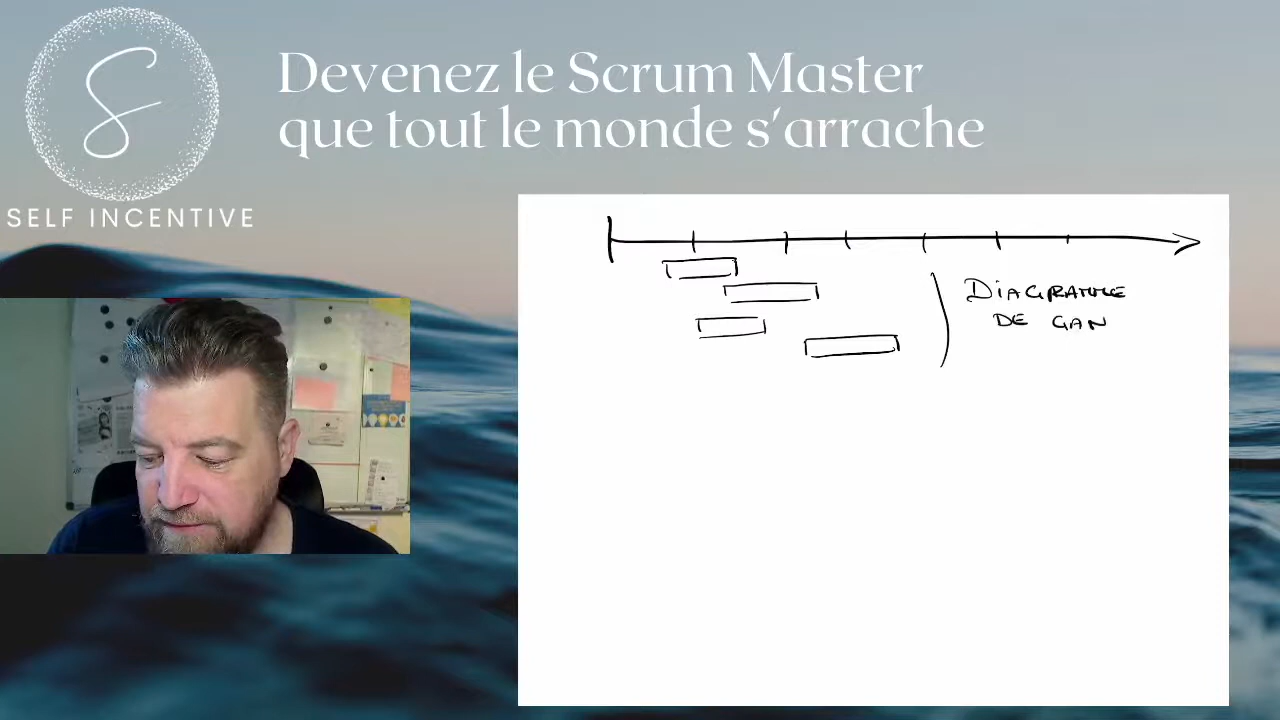 Devenez le Scrum Master
que tout le monde s'arrache
SELF INCENTIVE
DIAGRAMME
DE GAN